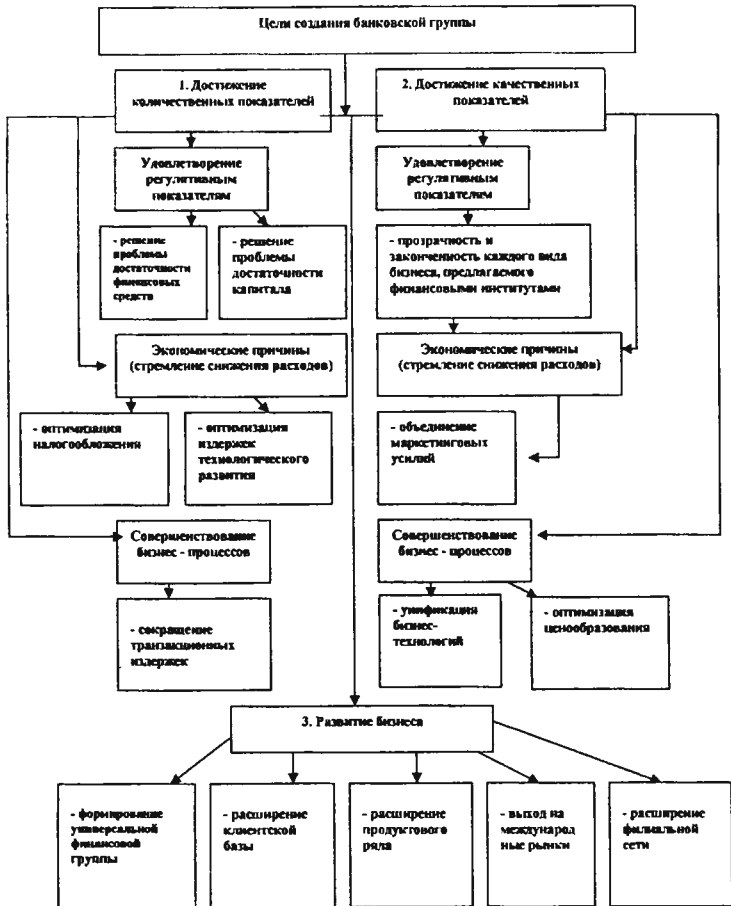 Цели создания банковской группы
1. Достижение
количественных показателей
2. Достижение качественных
показателей
Удовлетворение
регулятивным
показателям
Удовлетворение
регулятивным
показателям
- решение
проблемы
достаточности
финансовых
средств
- решение
проблемы
достаточности
капитала
- прозрачность и
законченность каждого вида
бизнеса, предлагаемого
финансовыми институтами
Экономические причины
(стремление снижения расходов)
Экономические причины
(стремление снижения расходов)
- оптимизация
налогообложения
- оптимизация
издержек
технологического
развития
- объединение
маркетинговых
усилий
Совершенствование
бизнес - процессов
Совершенствование
бизнес - процессов
- сокращение
транзакционных
издержек
- унификация
бизнес-
технологий
- оптимизация
ценообразования
3. Развитие бизнеса
- формирование
универсальной
финансовой
группы
- расширение
клиентской
базы
- расширение
продуктового
ряда
- выход на
международ
ные рынки
- расширение
филиальной
сети